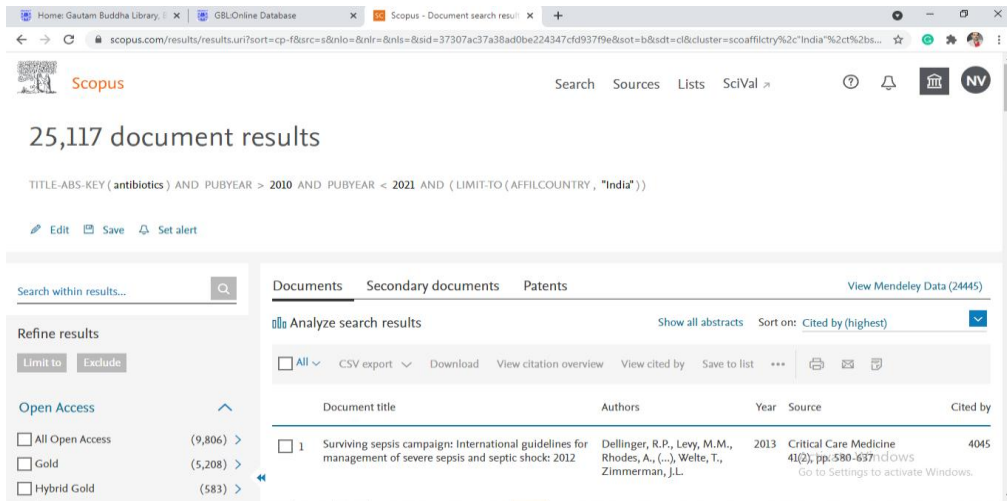 Home: Gautam Buddha Library,
GBL:Online Database
Scopus - Document search result
scopus.com/results/results.uri?sort=cp-f&src=s&nlo=&nlr=&nls=&sid=37307ac37a38ad0be224347cfd937f9e&sot=b&sdt=cl&cluster=scoaffilctry%2c"India"%2ct%2bs...
Scopus
Search Sources Lists SciVal
NV
25,117 document results
TITLE-ABS-KEY ( antibiotics ) AND PUBYEAR > 2010 AND PUBYEAR < 2021 AND ( LIMIT-TO ( AFFILCOUNTRY , "India" ) )
Edit Save Set alert
Search within results...
Documents Secondary documents Patents View Mendeley Data (24445)
Refine results
Analyze search results Show all abstracts Sort on: Cited by (highest)
Limit to Exclude
All CSV export Download View citation overview View cited by Save to list ...
Open Access
Document title Authors Year Source Cited by
All Open Access (9,806)
Gold (5,208)
Hybrid Gold (583)
1 Surviving sepsis campaign: International guidelines for Dellinger, R.P., Levy, M.M., 2013 Critical Care Medicine 4045
management of severe sepsis and septic shock: 2012 Rhodes, A., (...), Welte, T., 41(2), pp. 580-637
Zimmerman, J.L.
Go to Settings to activate Windows.